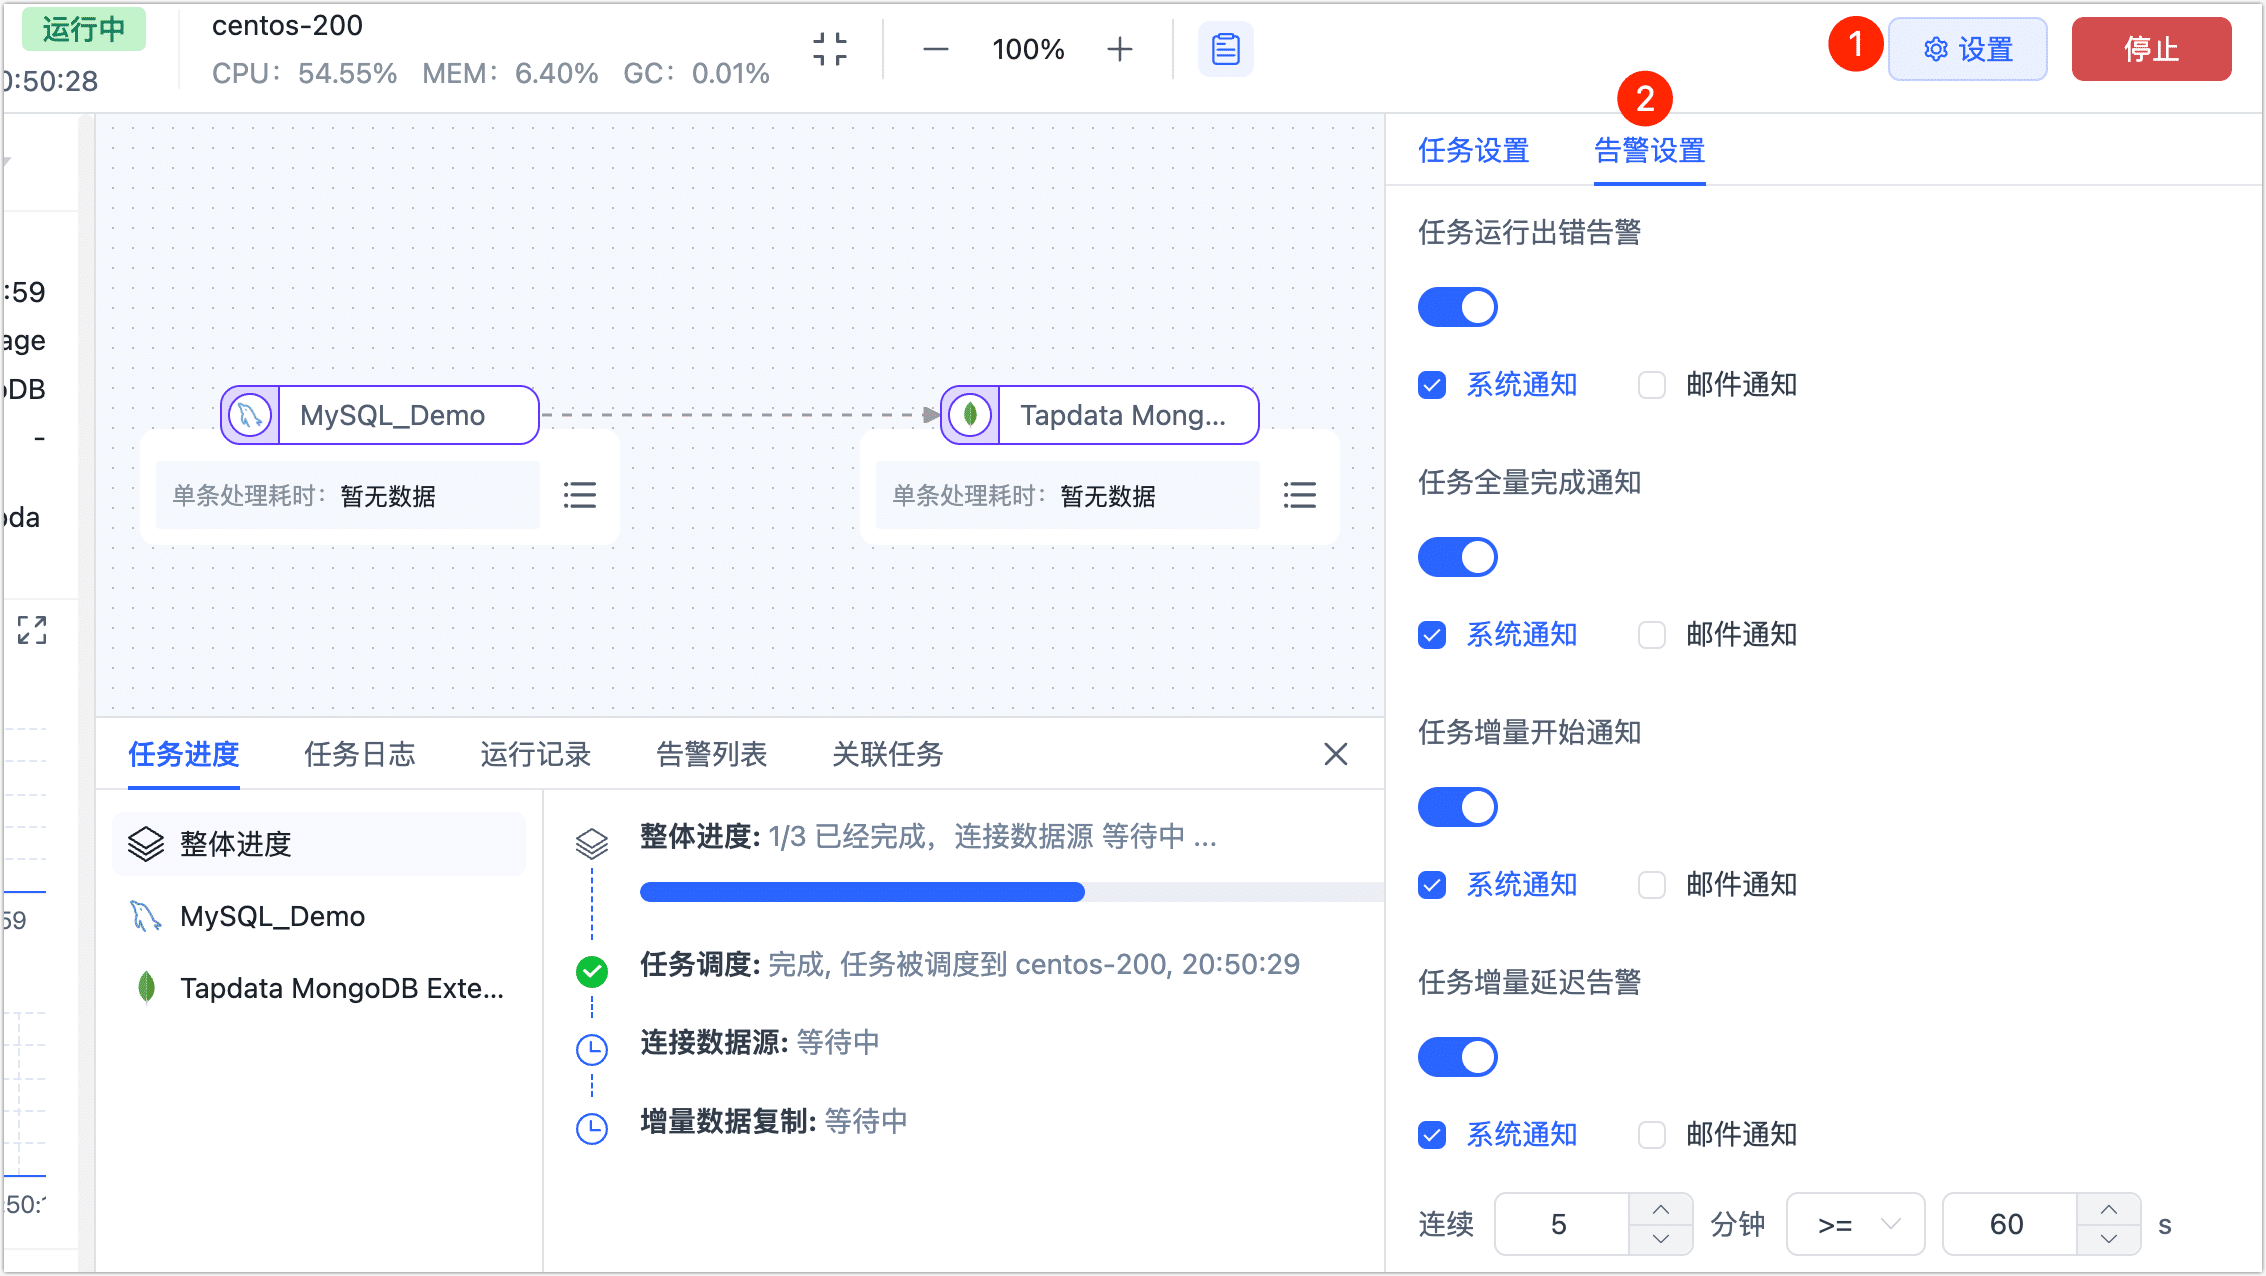 运行中
0:50:28
centos-200
CPU: 54.55% MEM: 6.40% GC: 0.01%
100%
1
设置
停止
2
任务设置
告警设置
:59
age
DB
-
da
59
:50:
MySQL_Demo
单条处理耗时: 暂无数据
Tapdata Mong...
单条处理耗时: 暂无数据
任务进度
任务日志
运行记录
告警列表
关联任务
整体进度
MySQL_Demo
Tapdata MongoDB Exte...
整体进度: 1/3 已经完成，连接数据源 等待中 ...
任务调度: 完成, 任务被调度到 centos-200, 20:50:29
连接数据源: 等待中
增量数据复制: 等待中
任务运行出错告警
系统通知 邮件通知
任务全量完成通知
系统通知 邮件通知
任务增量开始通知
系统通知 邮件通知
任务增量延迟告警
系统通知 邮件通知
连续 5 分钟 >= 60 s